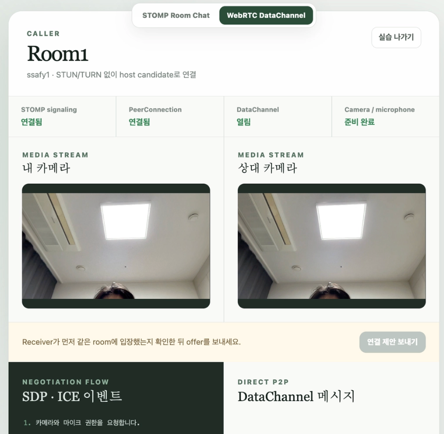 STOMP Room Chat
WebRTC DataChannel
CALLER
Room1
ssafy1 · STUN/TURN 없이 host candidate로 연결
실습 나가기
STOMP signaling
연결됨
PeerConnection
연결됨
DataChannel
열림
Camera / microphone
준비 완료
MEDIA STREAM
내 카메라
MEDIA STREAM
상대 카메라
Receiver가 먼저 같은 room에 입장했는지 확인한 뒤 offer를 보내세요.
연결 제안 보내기
NEGOTIATION FLOW
SDP · ICE 이벤트
1. 카메라와 마이크 권한을 요청합니다.
DIRECT P2P
DataChannel 메시지